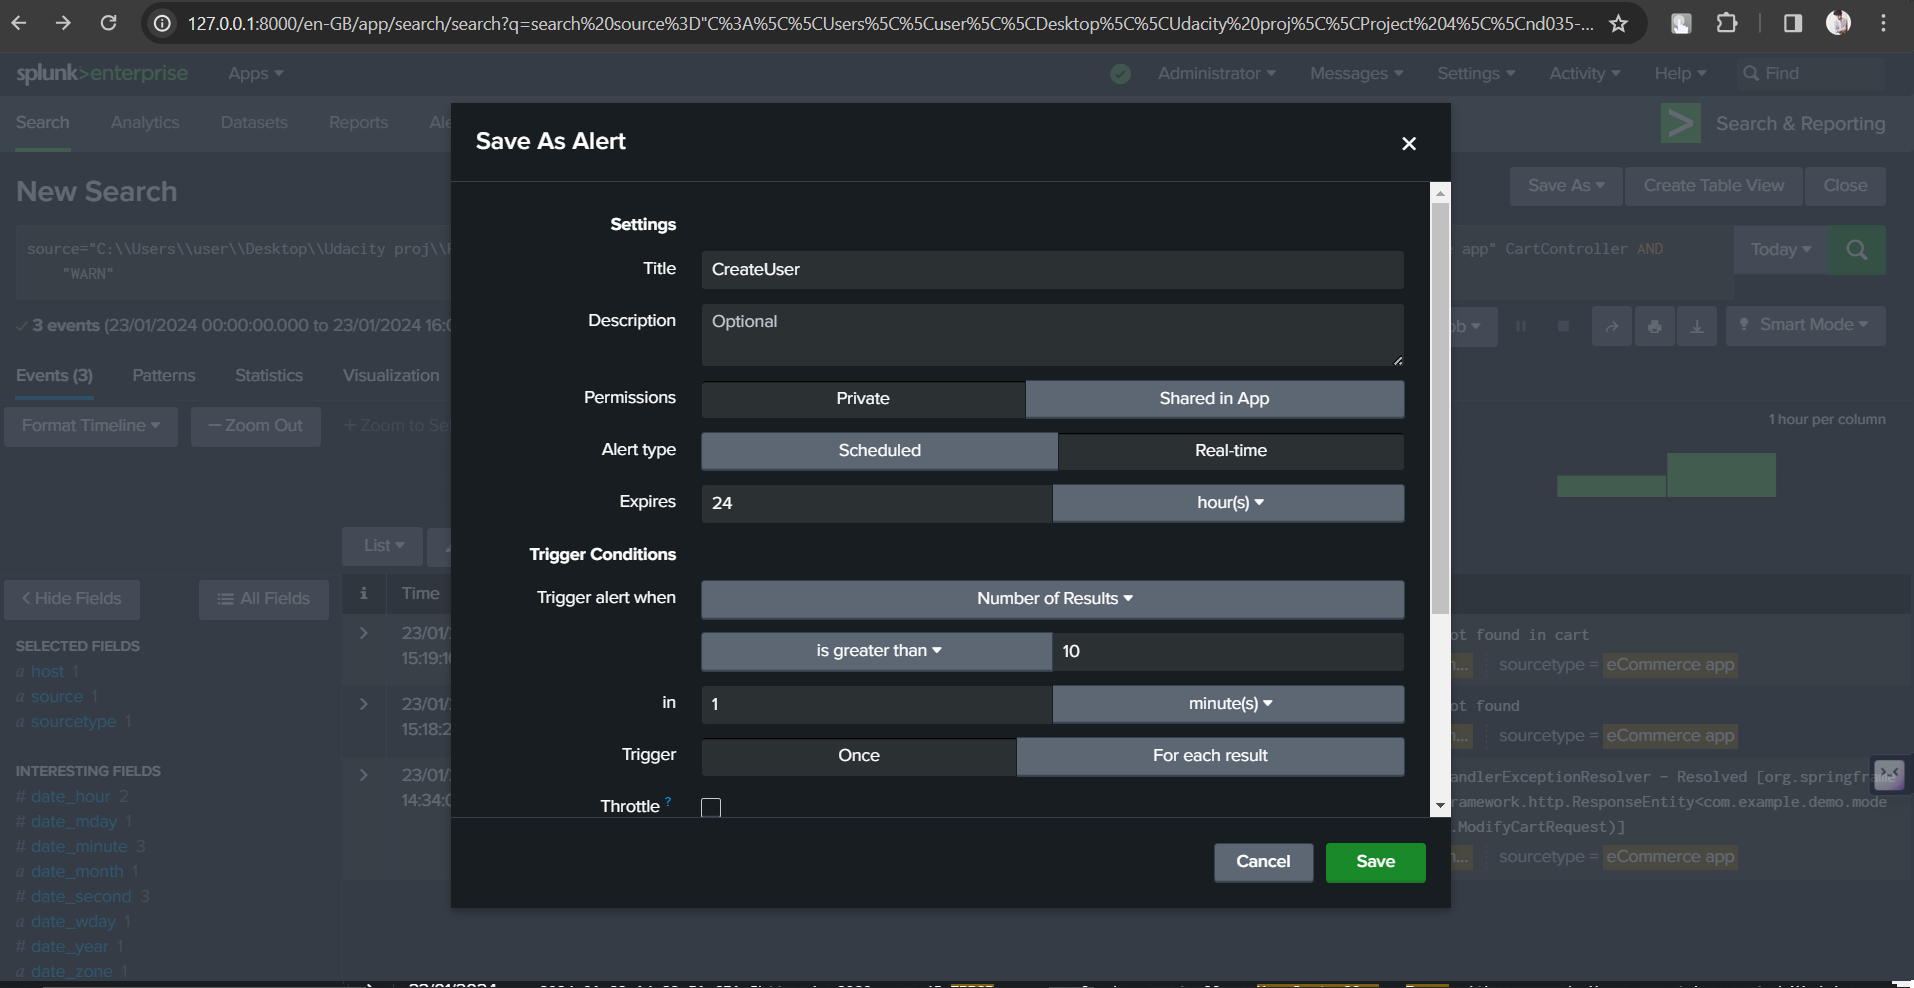 127.0.0.1:8000/en-GB/app/search/search?q=search%20source%3D"C%3A%5C%5CUsers%5C%5Cuser%5C%5CDesktop%5C%5CUdacity%20proj%5C%5CProject%204%5C%5Cnd035-...
splunk>enterprise Apps Administrator Messages Settings Activity Help Find
Search Analytics Datasets Reports Search & Reporting
Save As Alert
New Search
Save As Create Table View Close
Settings
source="C:\\Users\\user\\Desktop\\Udacity proj\\ app" CartController AND
"WARN"
Today
Title CreateUser
Description Optional
3 events (23/01/2024 00:00:00.000 to 23/01/2024
Smart Mode
Events (3) Patterns Statistics Visualization
Permissions Private Shared in App
Format Timeline — Zoom Out + Zoom to
1 hour per column
Alert type Scheduled Real-time
Expires 24 hour(s)
List
Trigger Conditions
Hide Fields All Fields
i Time
Trigger alert when Number of Results
is greater than 10
in 1 minute(s)
Trigger Once For each result
Throttle ?
Cancel Save
SELECTED FIELDS
a host 1
a source 1
a sourcetype 1
INTERESTING FIELDS
# date_hour 2
# date_mday 1
# date_minute 3
a date_month 1
# date_second 3
a date_wday 1
# date_year 1
a date_zone 1
23/01/
found in cart
sourcetype = eCommerce app
23/01/
found
15:18:2
sourcetype = eCommerce app
23/01/
andlerExceptionResolver - Resolved [org.springframe
14:34:0
ramework.http.ResponseEntity<com.example.demo.mode
.ModifyCartRequest)]
sourcetype = eCommerce app